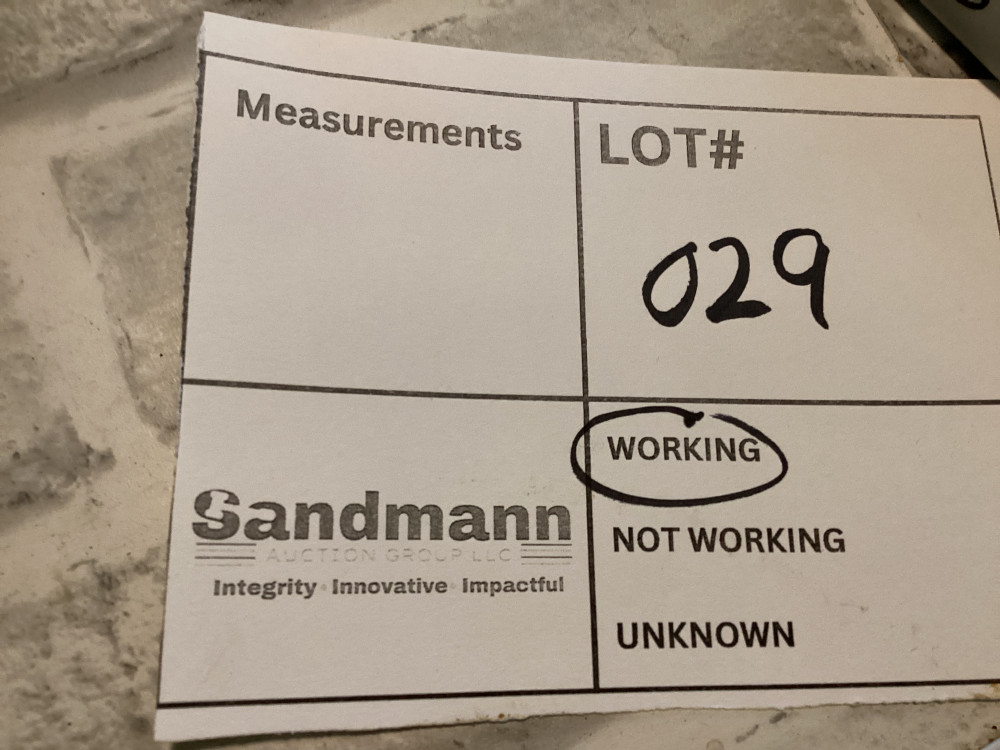 Measurements
LOT#
029
WORKING
NOT WORKING
UNKNOWN
Sandmann
AUCTION GROUP LLC
Integrity · Innovative · Impactful